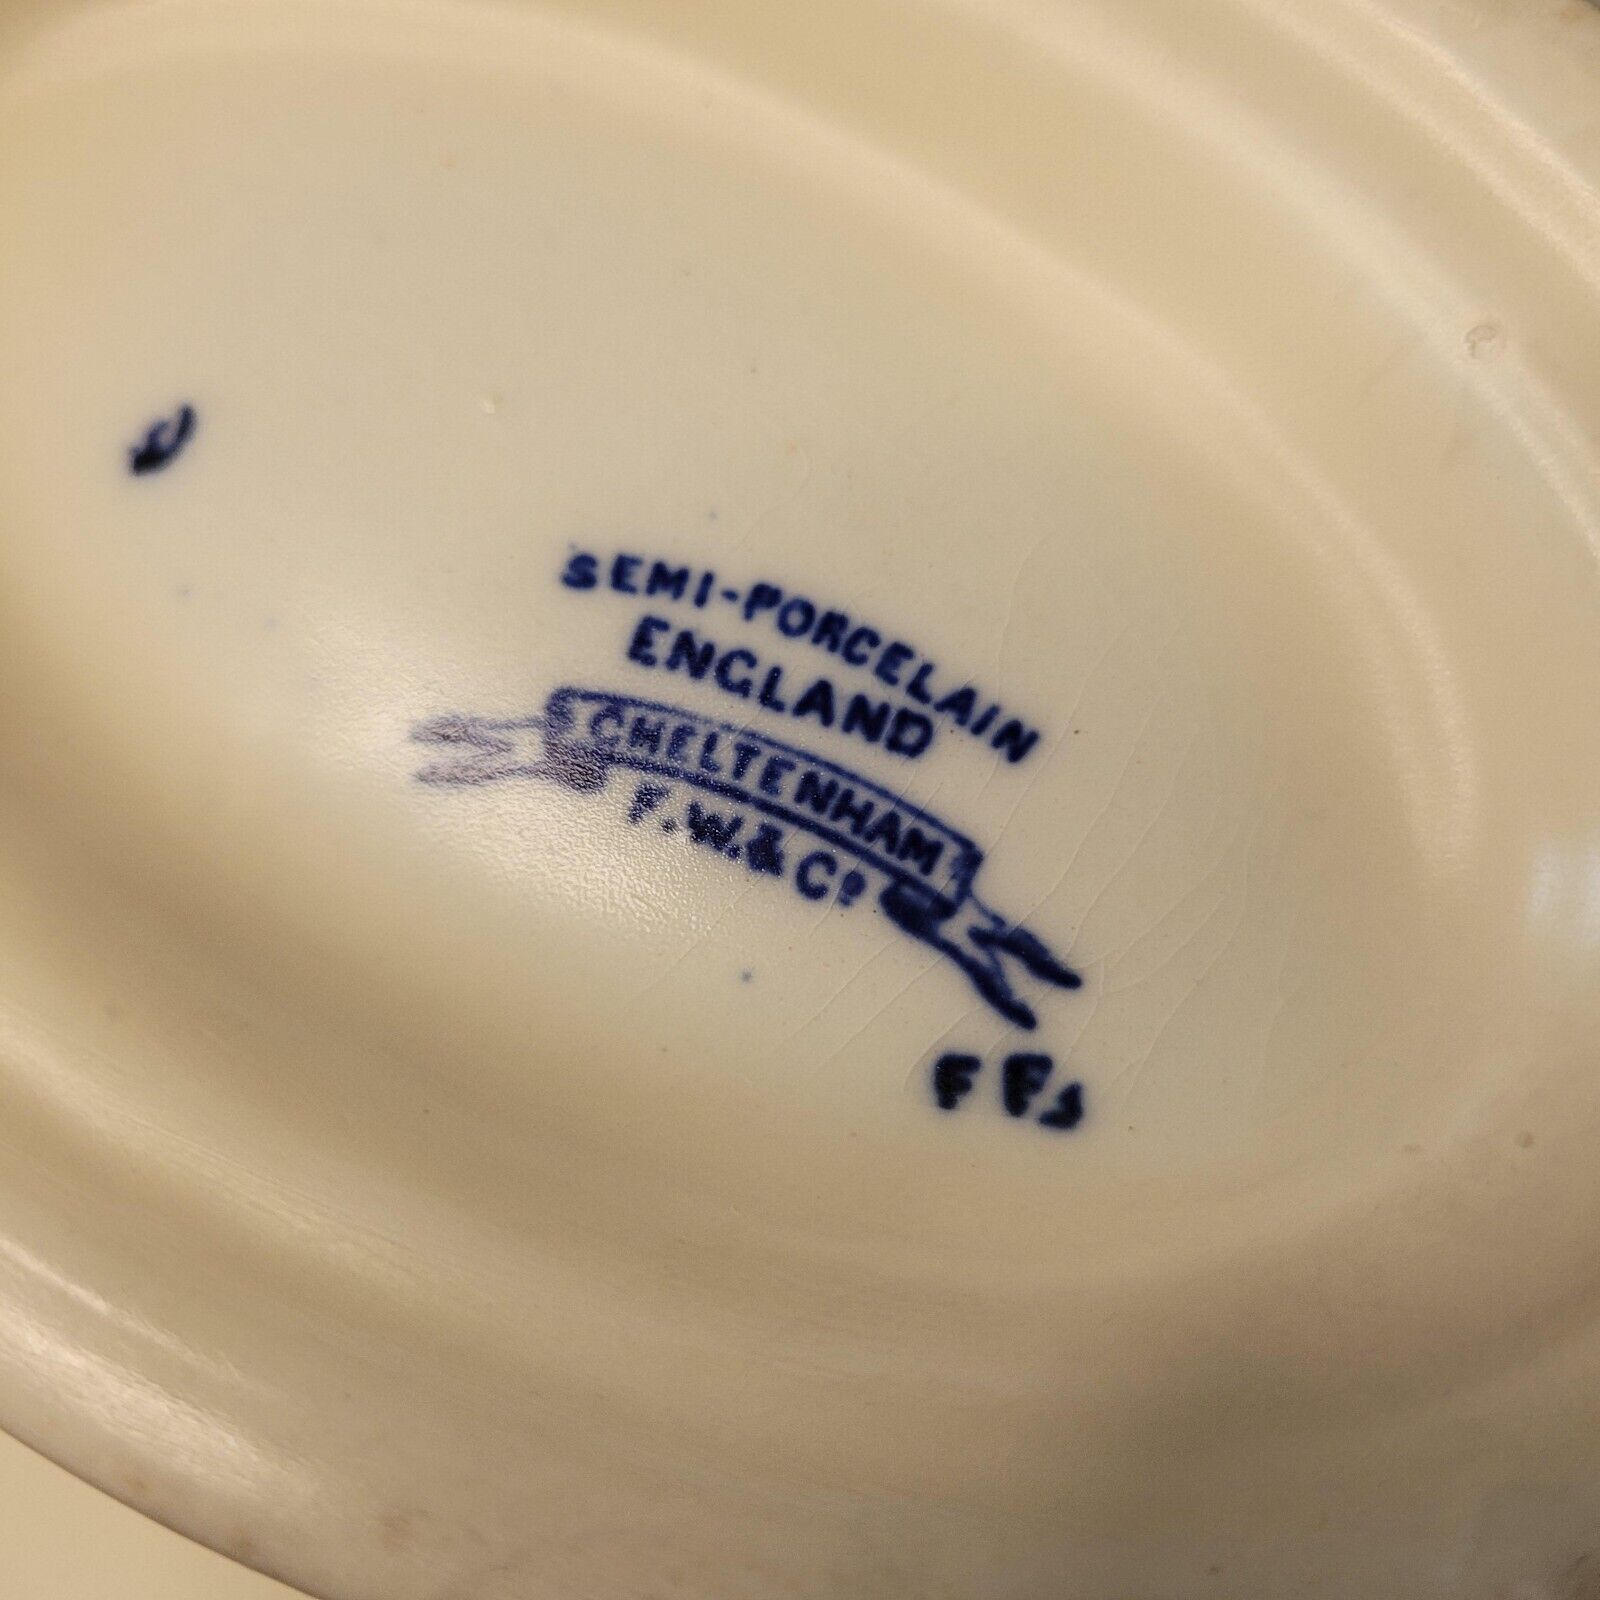 SEMI-PORCELAIN
ENGLAND
CHELTENHAM
F.W.& Co
F F